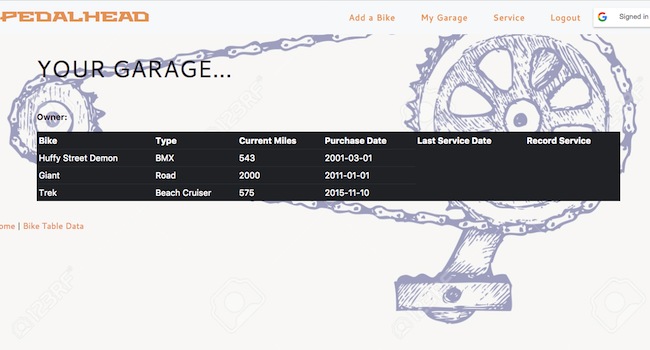 PEDALHEAD
Add a Bike My Garage Service Logout Signed in
YOUR GARAGE...
Owner:
Bike Type Current Miles Purchase Date Last Service Date Record Service
Huffy Street Demon BMX 543 2001-03-01
Giant Road 2000 2011-01-01
Trek Beach Cruiser 575 2015-11-10
ome | Bike Table Data
123RF
123RF